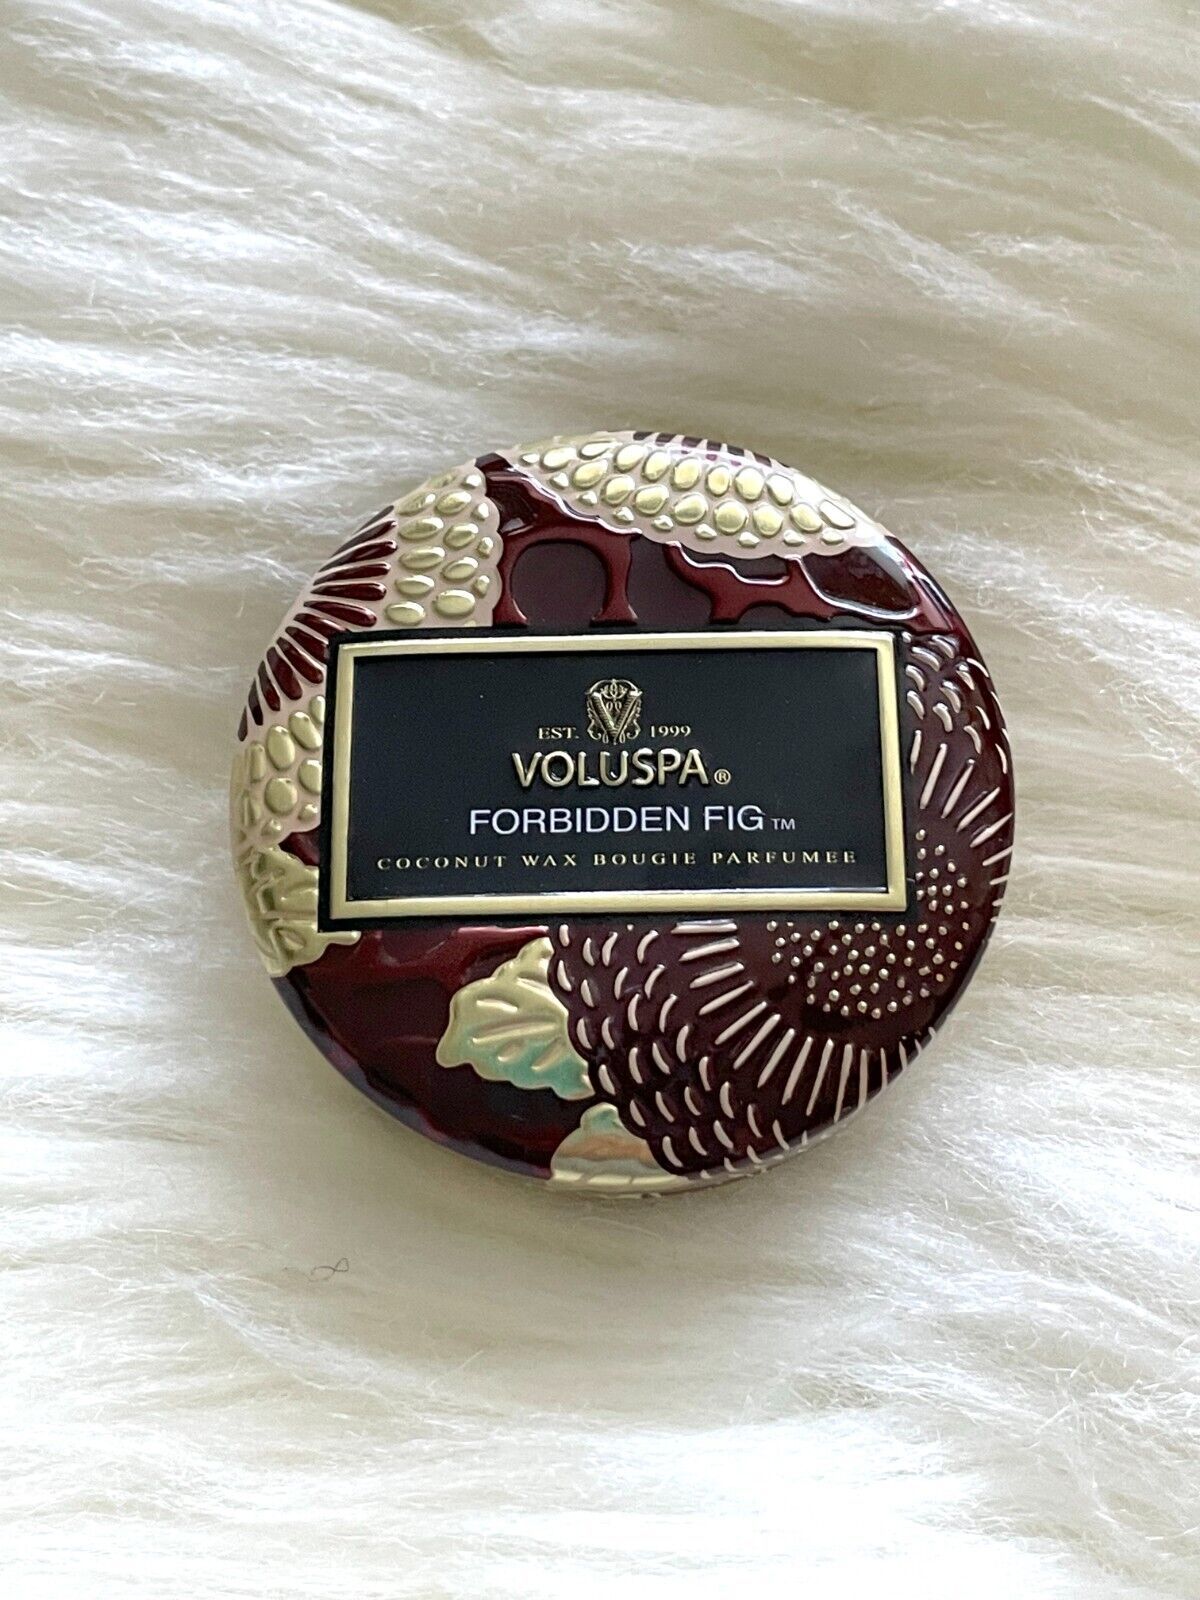 EST. 1999
VOLUSPA®
FORBIDDEN FIG™
COCONUT WAX BOUGIE PARFUMEE